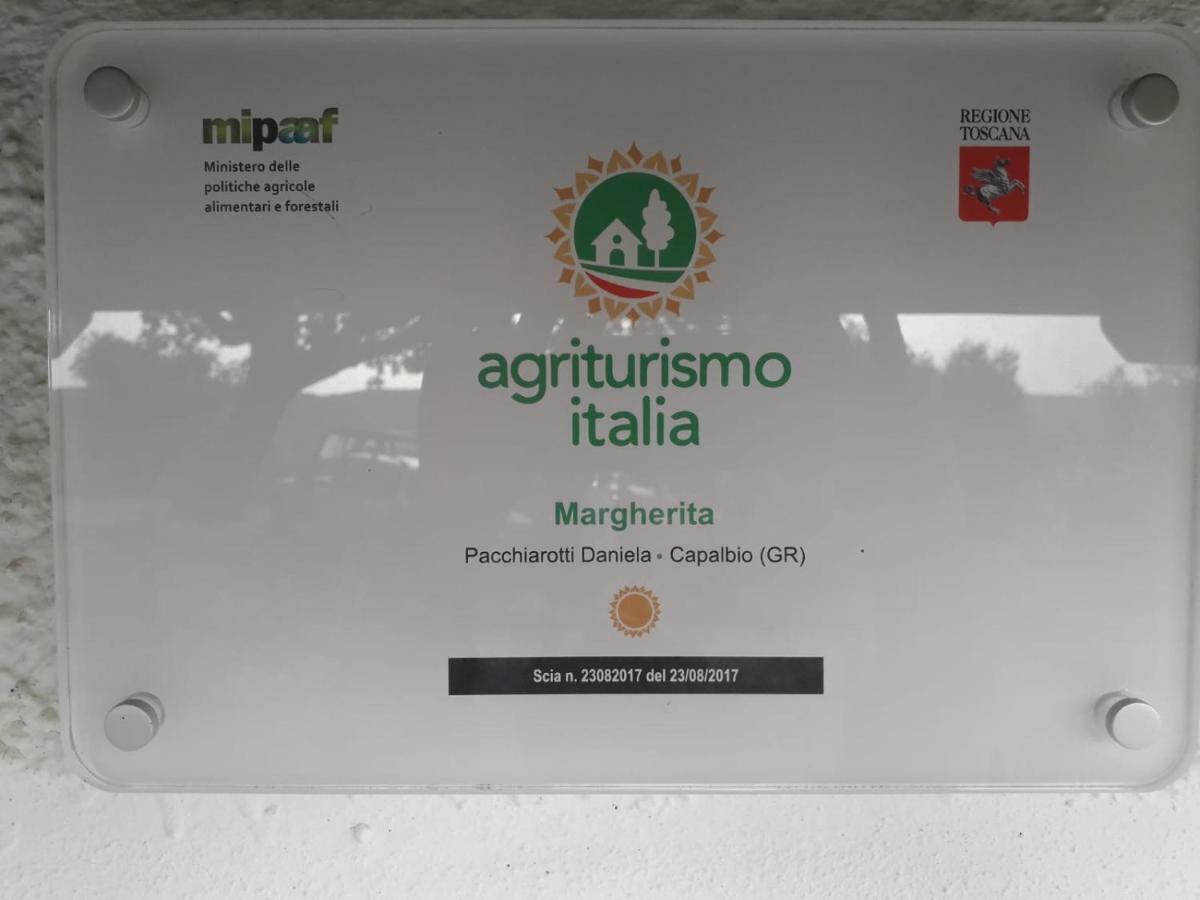 mipaaf
Ministero delle
politiche agricole
alimentari e forestali
REGIONE
TOSCANA
agriturismo
italia
Margherita
Pacchiarotti Daniela • Capalbio (GR)
Scia n. 23082017 del 23/08/2017